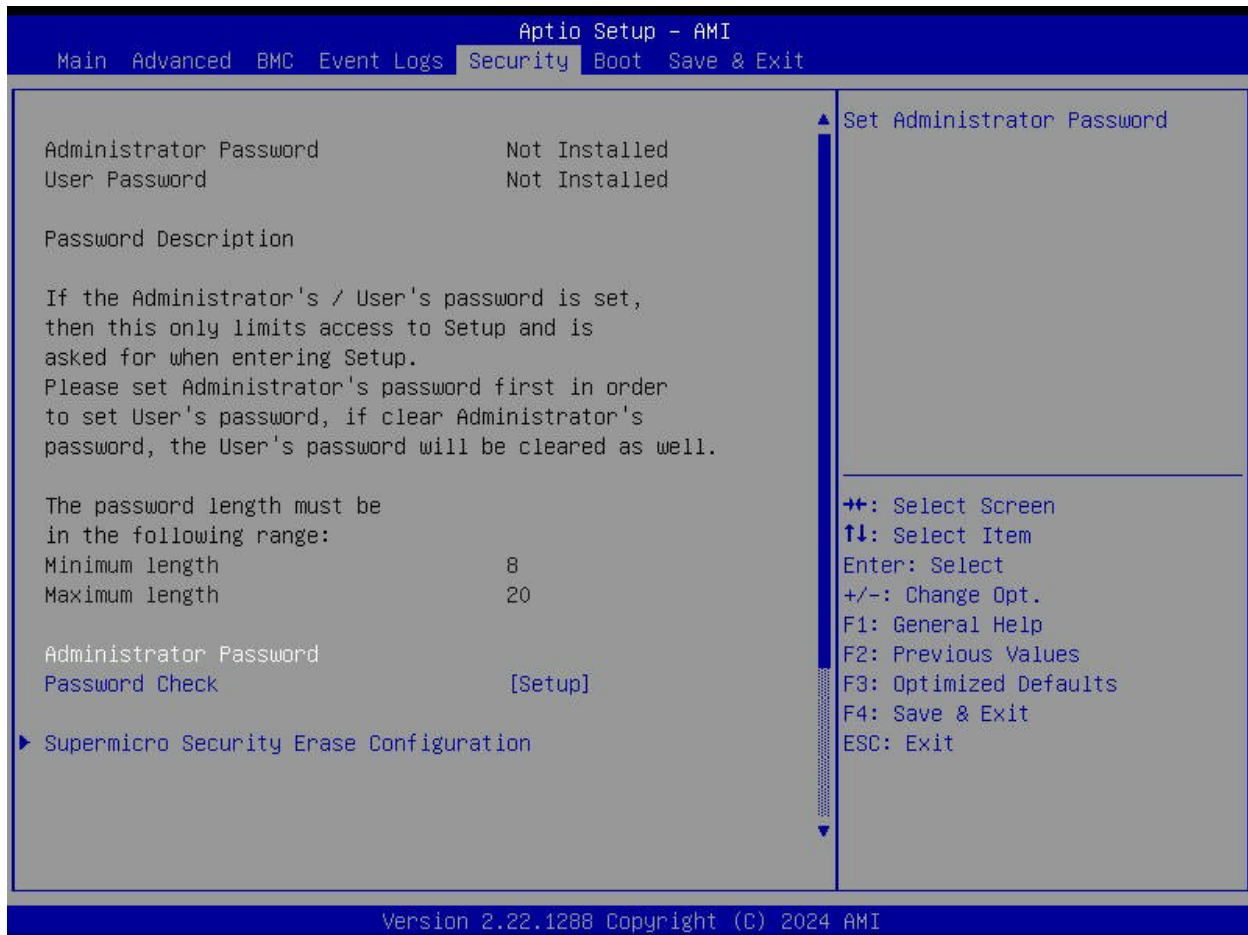 Aptio Setup - AMI
Main Advanced BMC Event Logs Security Boot Save & Exit
Administrator Password Not Installed
User Password Not Installed
Password Description
If the Administrator's / User's password is set,
then this only limits access to Setup and is
asked for when entering Setup.
Please set Administrator's password first in order
to set User's password, if clear Administrator's
password, the User's password will be cleared as well.
The password length must be
in the following range:
Minimum length 8
Maximum length 20
Administrator Password
Password Check [Setup]
Supermicro Security Erase Configuration
Set Administrator Password
→←: Select Screen
↑↓: Select Item
Enter: Select
+/-: Change Opt.
F1: General Help
F2: Previous Values
F3: Optimized Defaults
F4: Save & Exit
ESC: Exit
Version 2.22.1288 Copyright (C) 2024 AMI